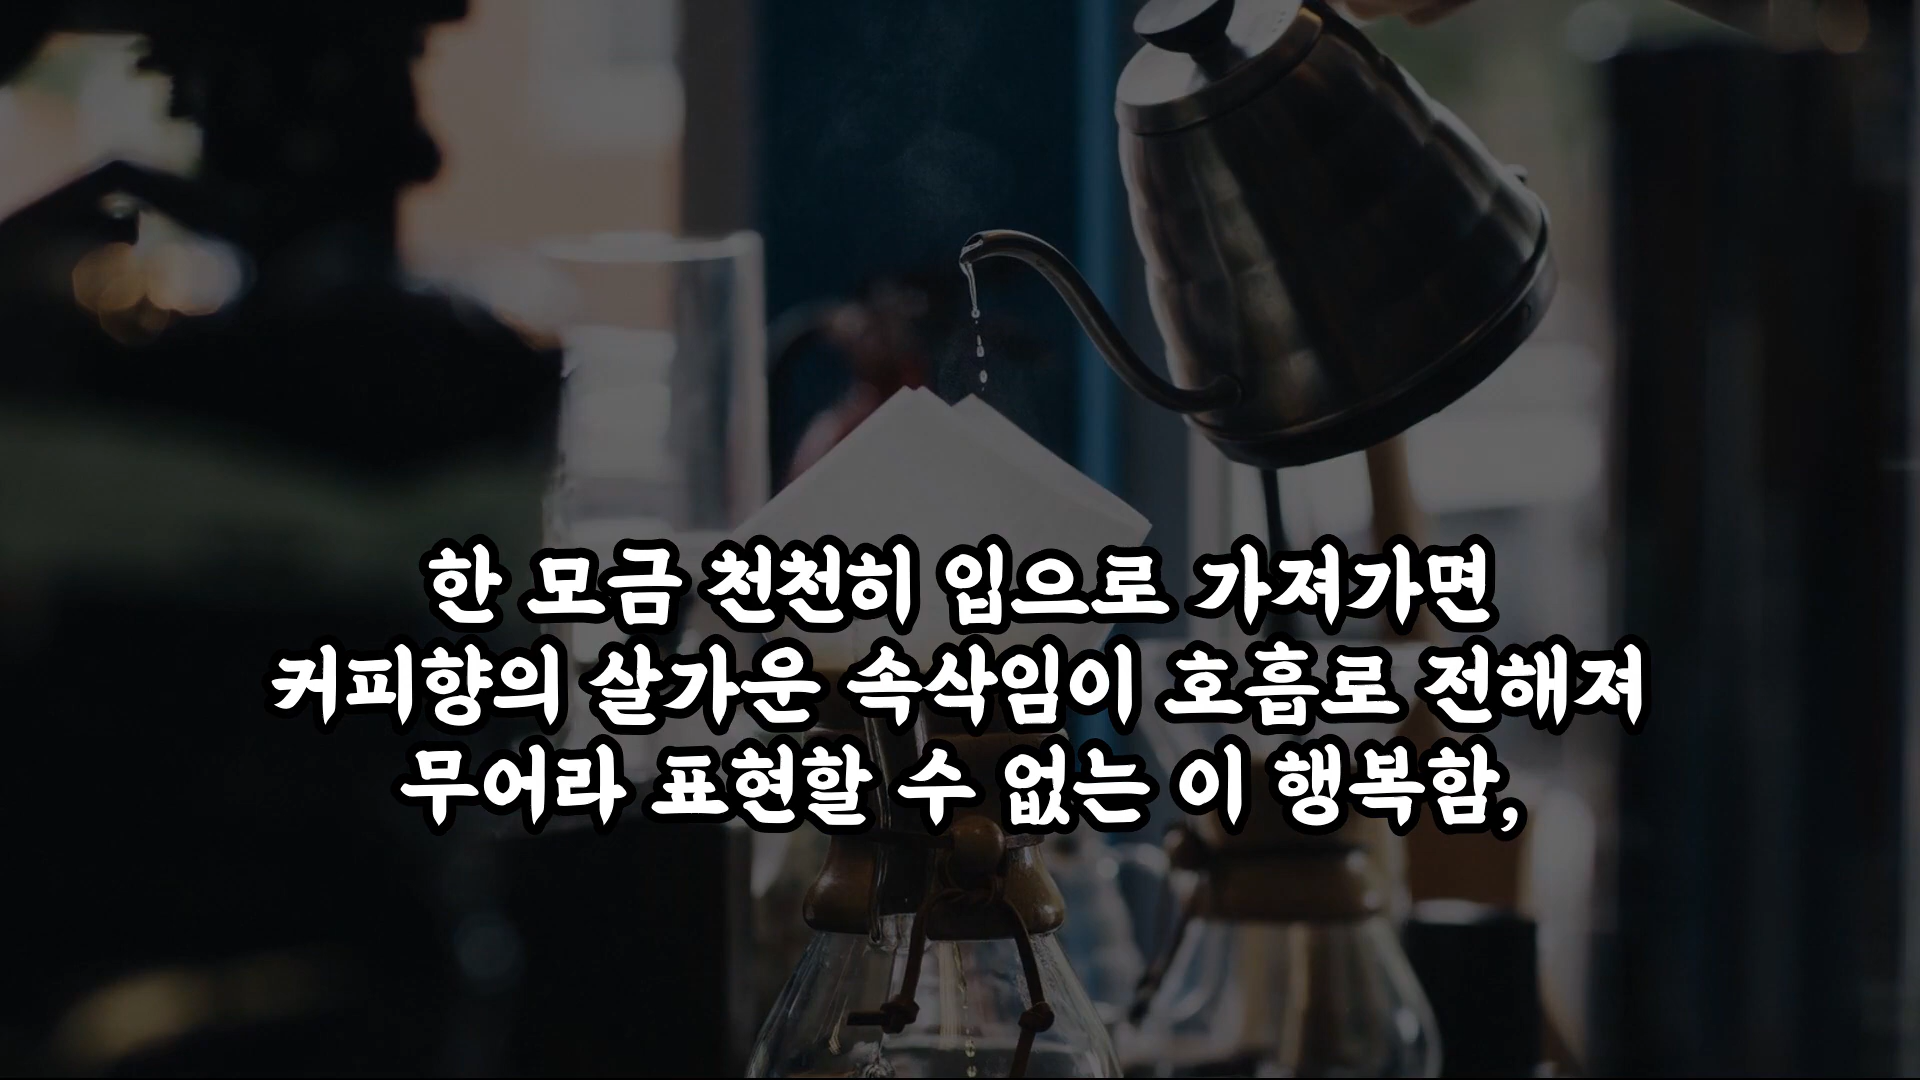 한 모금 천천히 입으로 가져가면
커피향의 살가운 속삭임이 호흡로 전해져
무어라 표현할 수 없는 이 행복함,